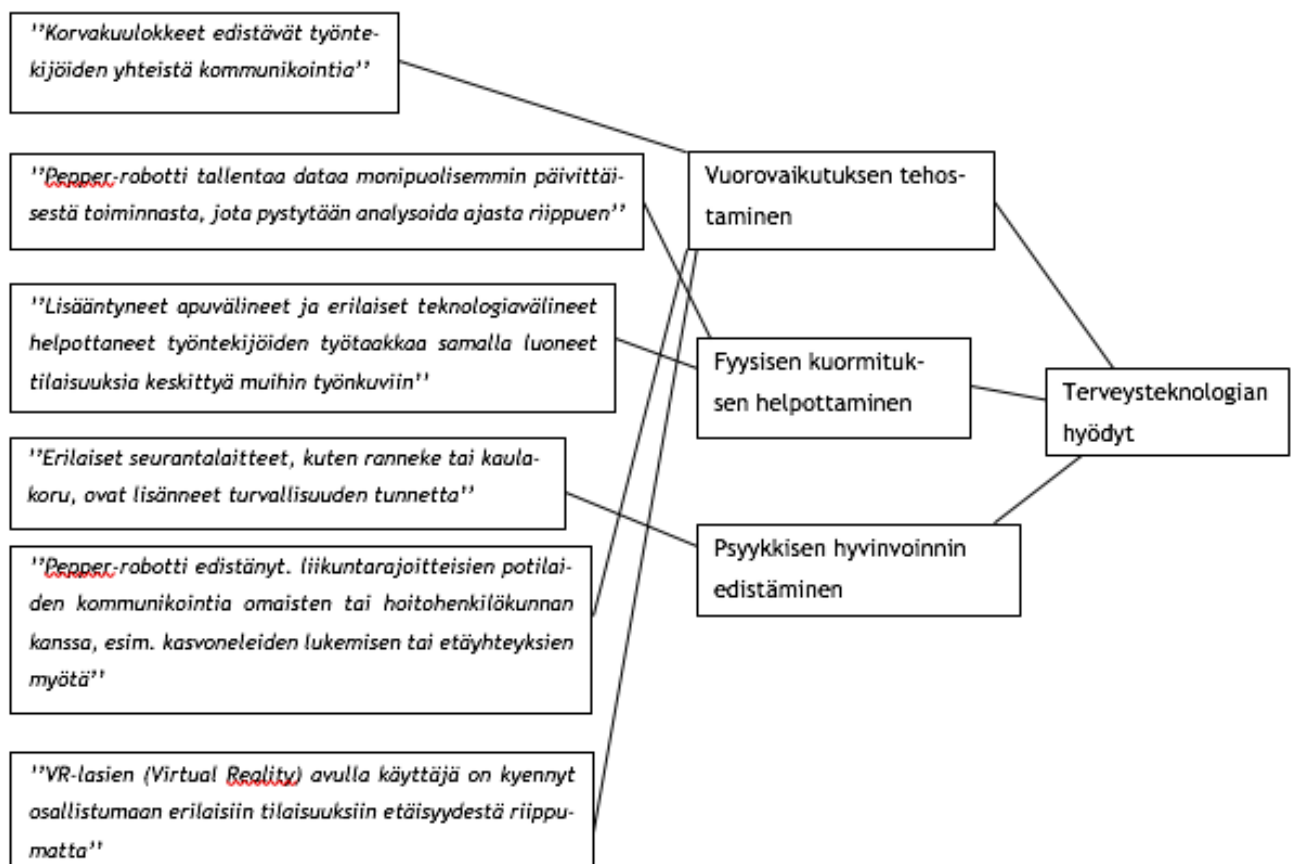 ’’Korvakuulokkeet edistävät työnte-
kijöiden yhteistä kommunikointia’’
’’Pepper-robotti tallentaa dataa monipuolisemmin päivittäi-
sestä toiminnasta, jota pystytään analysoida ajasta riippuen’’
’’Lisääntyneet apuvälineet ja erilaiset teknologiavälineet
helpottaneet työntekijöiden työtaakkaa samalla luoneet
tilaisuuksia keskittyä muihin työnkuviin’’
’’Erilaiset seurantalaitteet, kuten ranneke tai kaula-
koru, ovat lisänneet turvallisuuden tunnetta’’
’’Pepper-robotti edistänyt. liikuntarajoitteisien potilai-
den kommunikointia omaisten tai hoitohenkilökunnan
kanssa, esim. kasvoneleiden lukemisen tai etäyhteyksien
myötä’’
’’VR-lasien (Virtual Reality) avulla käyttäjä on kyennyt
osallistumaan erilaisiin tilaisuuksiin etäisyydestä riippu-
matta’’
Vuorovaikutuksen tehos-
taminen
Fyysisen kuormituk-
sen helpottaminen
Psyykkisen hyvinvoinnin
edistäminen
Terveysteknologian
hyödyt